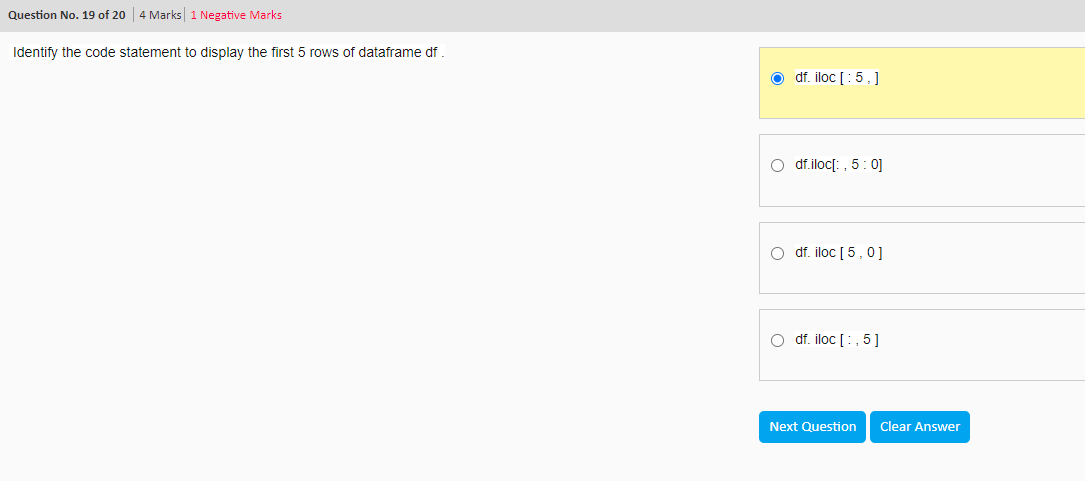 Question No. 19 of 20 4 Marks 1 Negative Marks
Identify the code statement to display the first 5 rows of dataframe df .
df. iloc [ : 5 , ]
df.iloc[: , 5 : 0]
df. iloc [ 5 , 0 ]
df. iloc [ : , 5 ]
Next Question Clear Answer